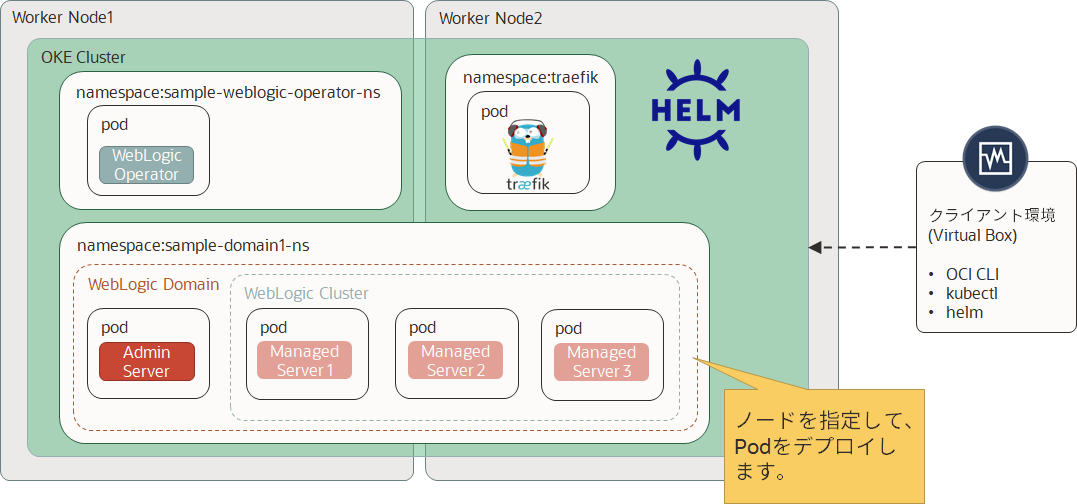 Worker Node1
Worker Node2
OKE Cluster
namespace:sample-weblogic-operator-ns
pod
WebLogic
Operator
namespace:traefik
pod
træfik
HELM
namespace:sample-domain1-ns
WebLogic Domain
WebLogic Cluster
pod
Admin
Server
pod
Managed
Server 1
pod
Managed
Server 2
pod
Managed
Server 3
クライアント環境
(Virtual Box)
• OCI CLI
• kubectl
• helm
ノードを指定して、
Podをデプロイし
ます。